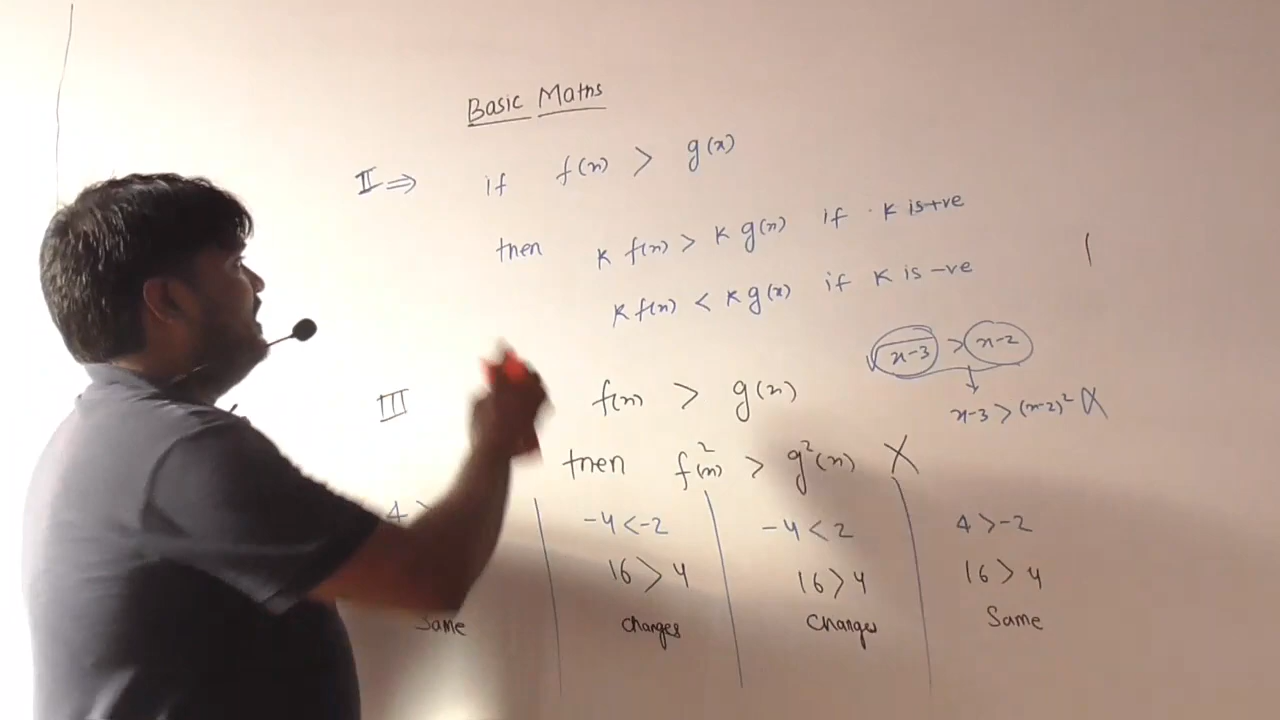 Basic Maths
II ⇒ if f(x) > g(x)
then k f(x) > k g(x) if k is +ve
k f(x) < k g(x) if k is -ve
√x-3 > x-2
x-3 > (x-2)² X
III f(x) > g(x)
then f²(x) > g²(x) X
4 > -4 < -2 -4 < 2 4 > -2
16 > 4 16 > 4 16 > 4
Same Changes Changes Same